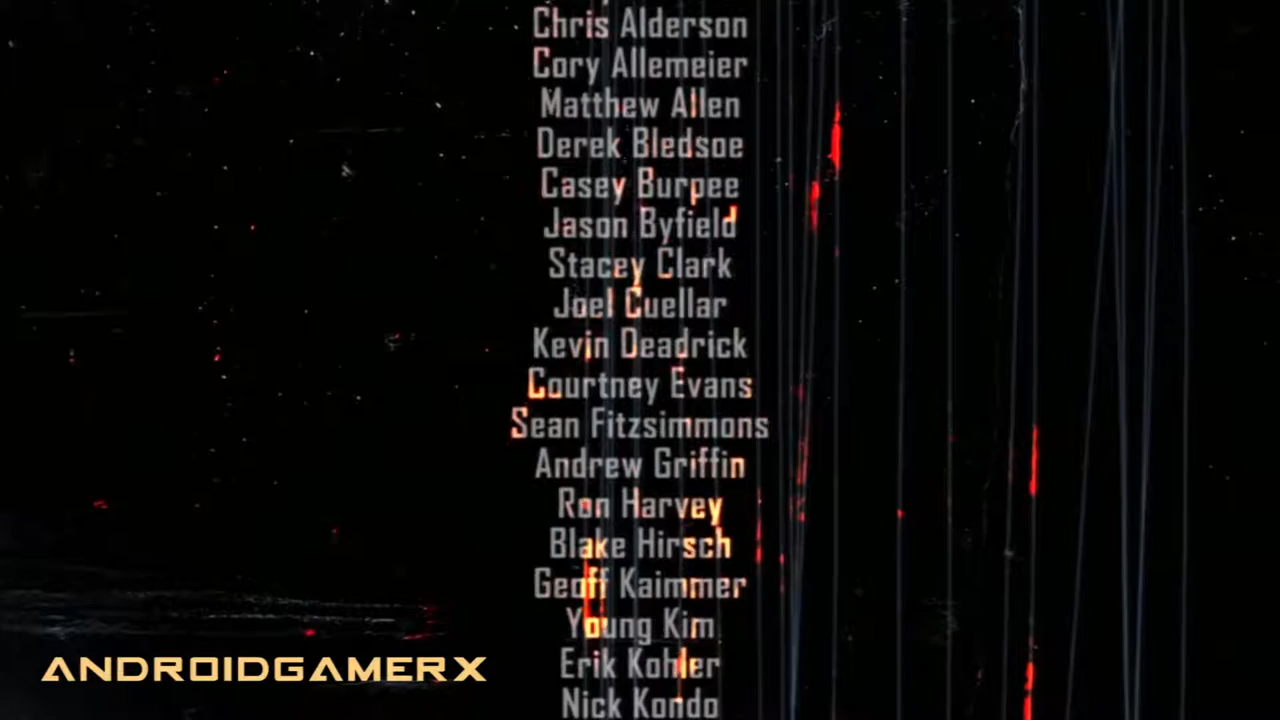 Chris Alderson
Cory Allemeier
Matthew Allen
Derek Bledsoe
Casey Burpee
Jason Byfield
Stacey Clark
Joel Cuellar
Kevin Deadrick
Courtney Evans
Sean Fitzsimmons
Andrew Griffin
Ron Harvey
Blake Hirsch
Geoff Kaimmer
Young Kim
Erik Kohler
Nick Kondo
ANDROIDGAMERX